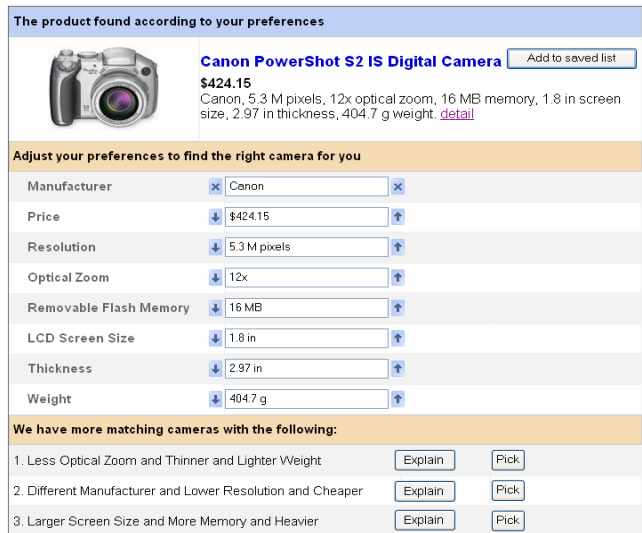 The product found according to your preferences
Canon PowerShot S2 IS Digital Camera
Add to saved list
$424.15
Canon, 5.3 M pixels, 12x optical zoom, 16 MB memory, 1.8 in screen
size, 2.97 in thickness, 404.7 g weight. detail
Adjust your preferences to find the right camera for you
Manufacturer Canon
Price $424.15
Resolution 5.3 M pixels
Optical Zoom 12x
Removable Flash Memory 16 MB
LCD Screen Size 1.8 in
Thickness 2.97 in
Weight 404.7 g
We have more matching cameras with the following:
1. Less Optical Zoom and Thinner and Lighter Weight Explain Pick
2. Different Manufacturer and Lower Resolution and Cheaper Explain Pick
3. Larger Screen Size and More Memory and Heavier Explain Pick